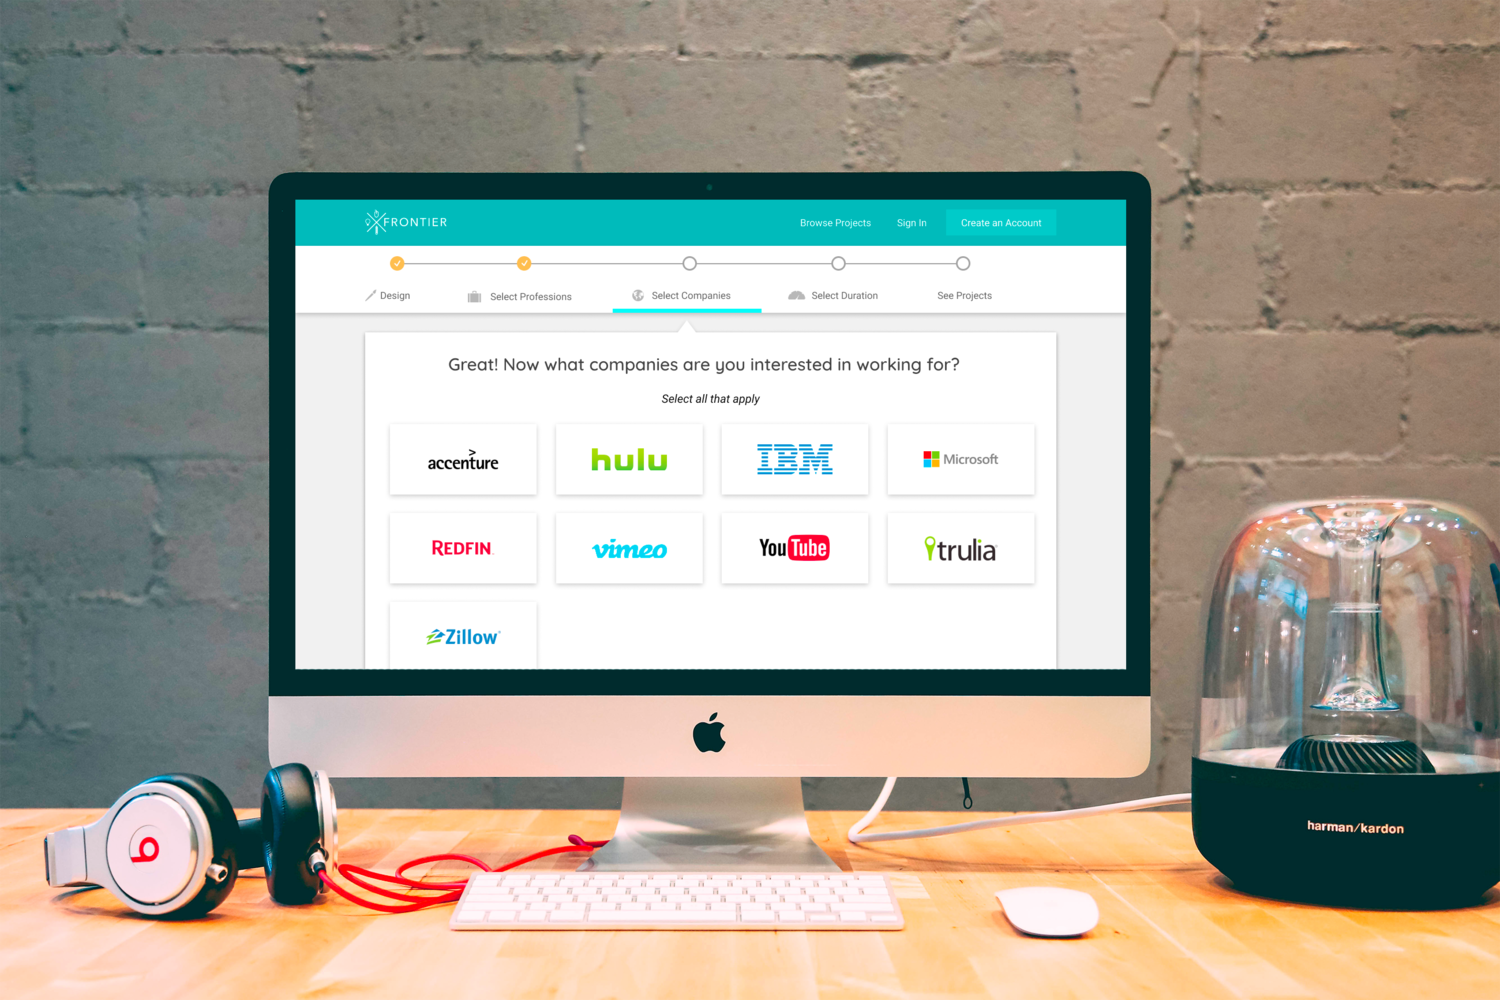 FRONTIER
Browse Projects
Sign In
Create an Account
Design
Select Professions
Select Companies
Select Duration
See Projects
Great! Now what companies are you interested in working for?
Select all that apply
accenture
hulu
IBM
Microsoft
REDFIN
vimeo
YouTube
trulia
Zillow
b
harman/kardon